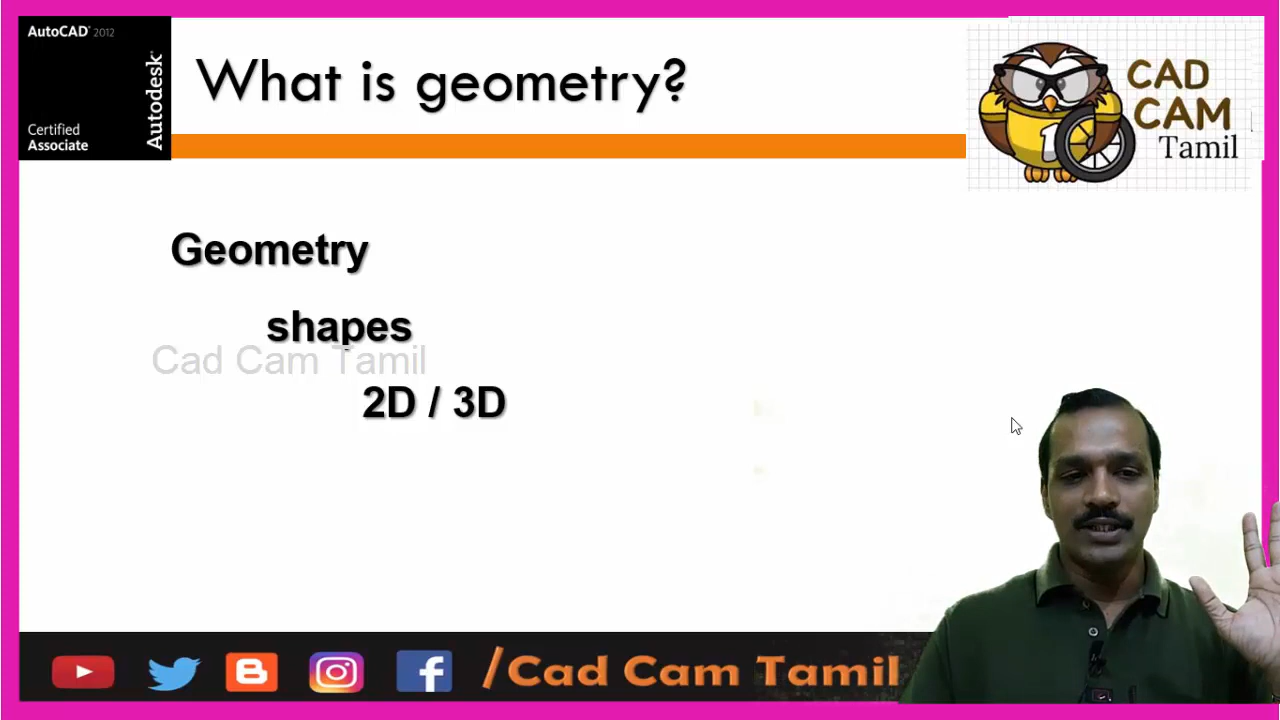 AutoCAD® 2012
Autodesk®
Certified
Associate
What is geometry?
CAD
CAM
Tamil
1
Geometry
shapes
Cad Cam Tamil
2D / 3D
/Cad Cam Tamil